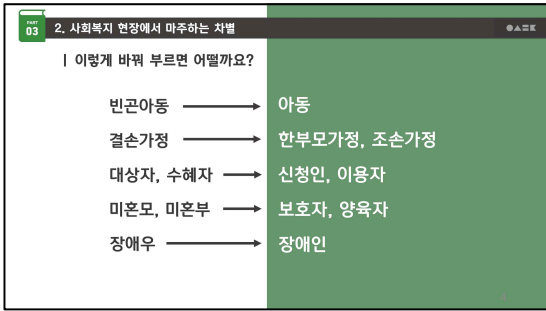 PART
03
2. 사회복지 현장에서 마주하는 차별
| 이렇게 바꿔 부르면 어떨까요?
빈곤아동 → 아동
결손가정 → 한부모가정, 조손가정
대상자, 수혜자 → 신청인, 이용자
미혼모, 미혼부 → 보호자, 양육자
장애우 → 장애인